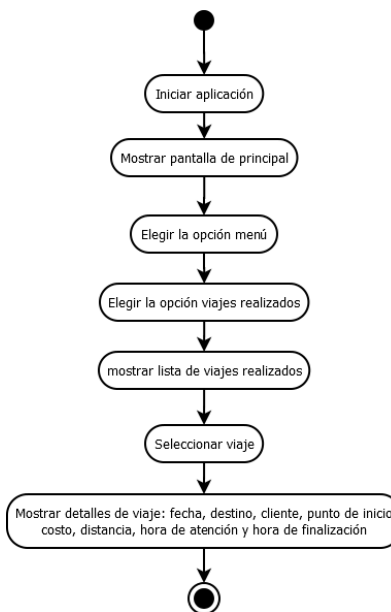 Iniciar aplicación
Mostrar pantalla de principal
Elegir la opción menú
Elegir la opción viajes realizados
mostrar lista de viajes realizados
Seleccionar viaje
Mostrar detalles de viaje: fecha, destino, cliente, punto de inicio
costo, distancia, hora de atención y hora de finalización